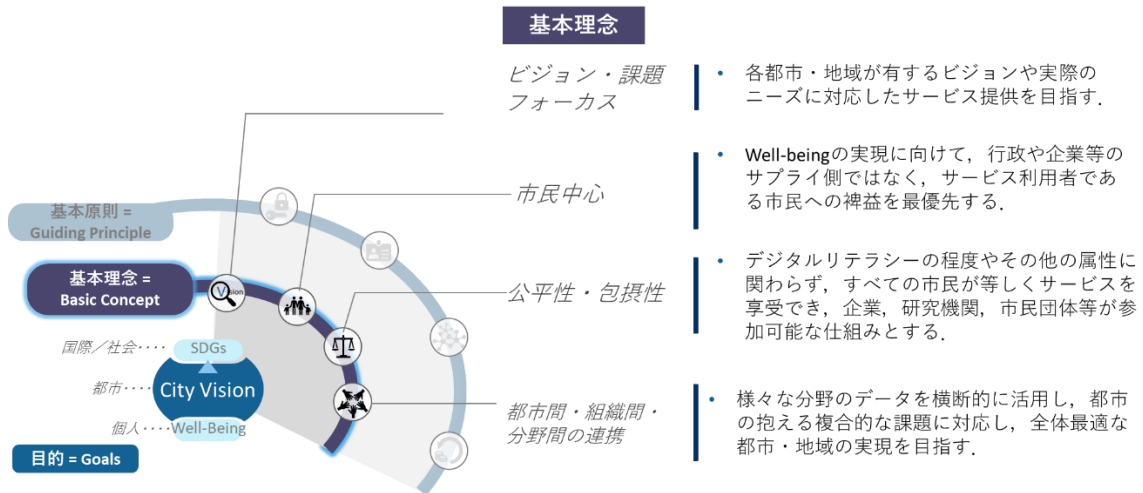 基本理念
ビジョン・課題
フォーカス
• 各都市・地域が有するビジョンや実際の
ニーズに対応したサービス提供を目指す.
市民中心
• Well-beingの実現に向けて，行政や企業等の
サプライ側ではなく，サービス利用者であ
る市民への裨益を最優先する.
公平性・包摂性
• デジタルリテラシーの程度やその他の属性に
関わらず，すべての市民が等しくサービスを
享受でき，企業，研究機関，市民団体等が参
加可能な仕組みとする.
都市間・組織間・
分野間の連携
• 様々な分野のデータを横断的に活用し，都市
の抱える複合的な課題に対応し，全体最適な
都市・地域の実現を目指す.
基本原則 =
Guiding Principle
基本理念 =
Basic Concept
Vision
国際／社会････
SDGs
都市････
City Vision
個人････
Well-Being
目的 = Goals